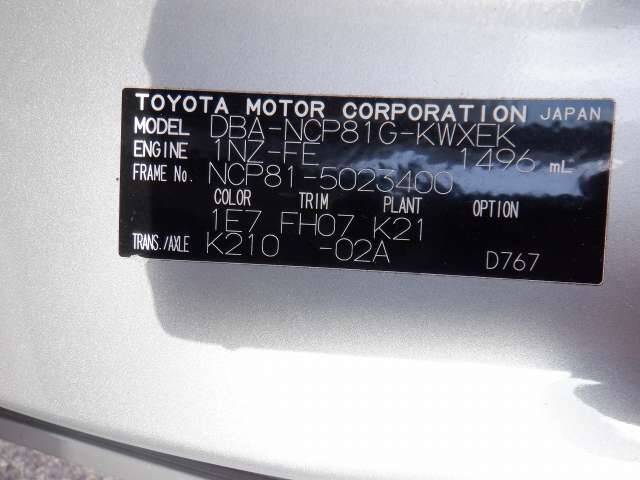 TOYOTA MOTOR CORPORATION JAPAN
MODEL DBA-NCP81G-KWXEK
ENGINE 1NZ-FE 1496 mL
FRAME No. NCP81-5023400
COLOR TRIM PLANT OPTION
1E7 FH07 K21
TRANS./AXLE K210 -02A
D767